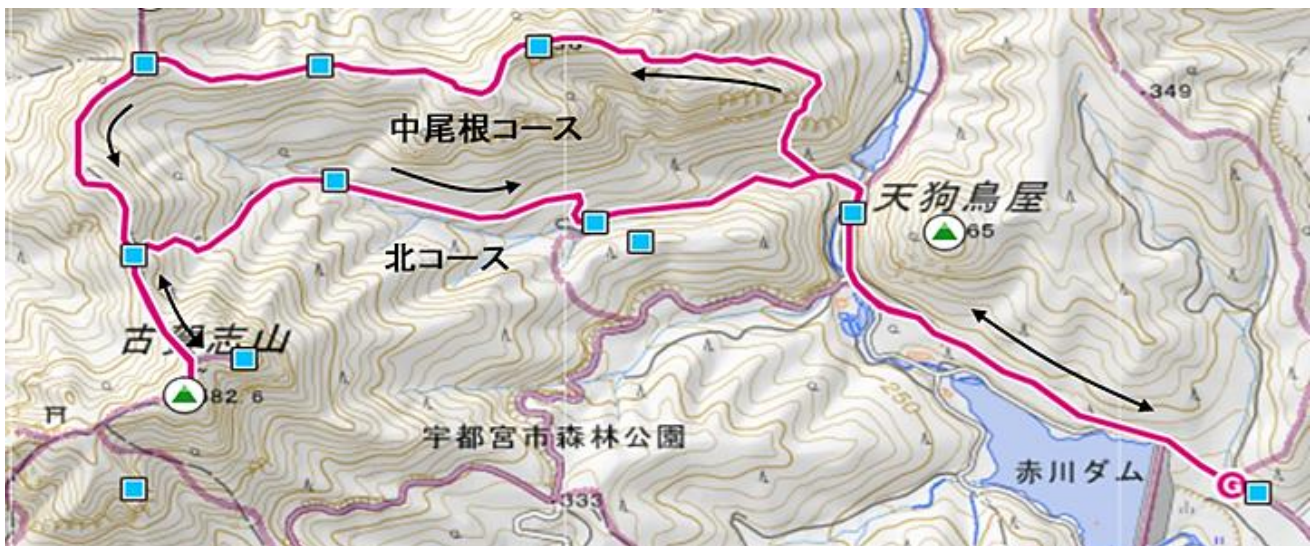 349
中尾根コース
天狗鳥屋
65
北コース
古賀志山
82 6
250
宇都宮市森林公園
赤川ダム
333
G